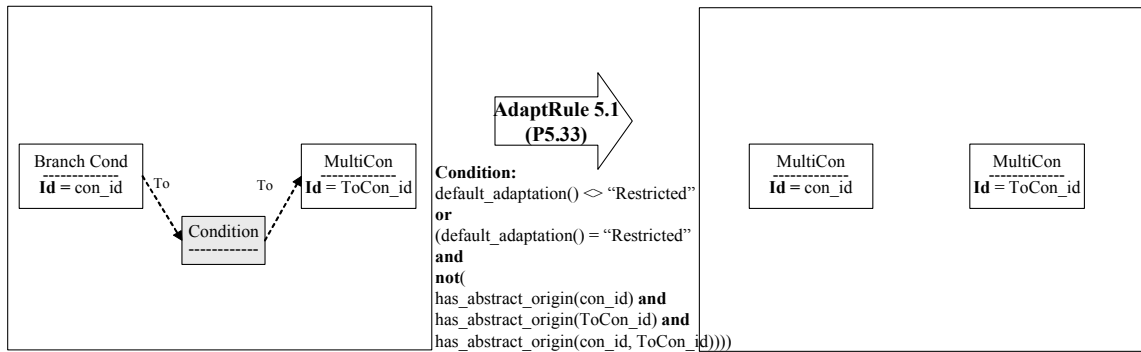 Branch Cond
-------------
Id = con_id
To
Condition
------------
To
MultiCon
-------------
Id = ToCon_id
AdaptRule 5.1
(P5.33)
Condition:
default_adaptation() <> “Restricted”
or
(default_adaptation() = “Restricted”
and
not(
has_abstract_origin(con_id) and
has_abstract_origin(ToCon_id) and
has_abstract_origin(con_id, ToCon_id))))
MultiCon
-------------
Id = con_id
MultiCon
-------------
Id = ToCon_id